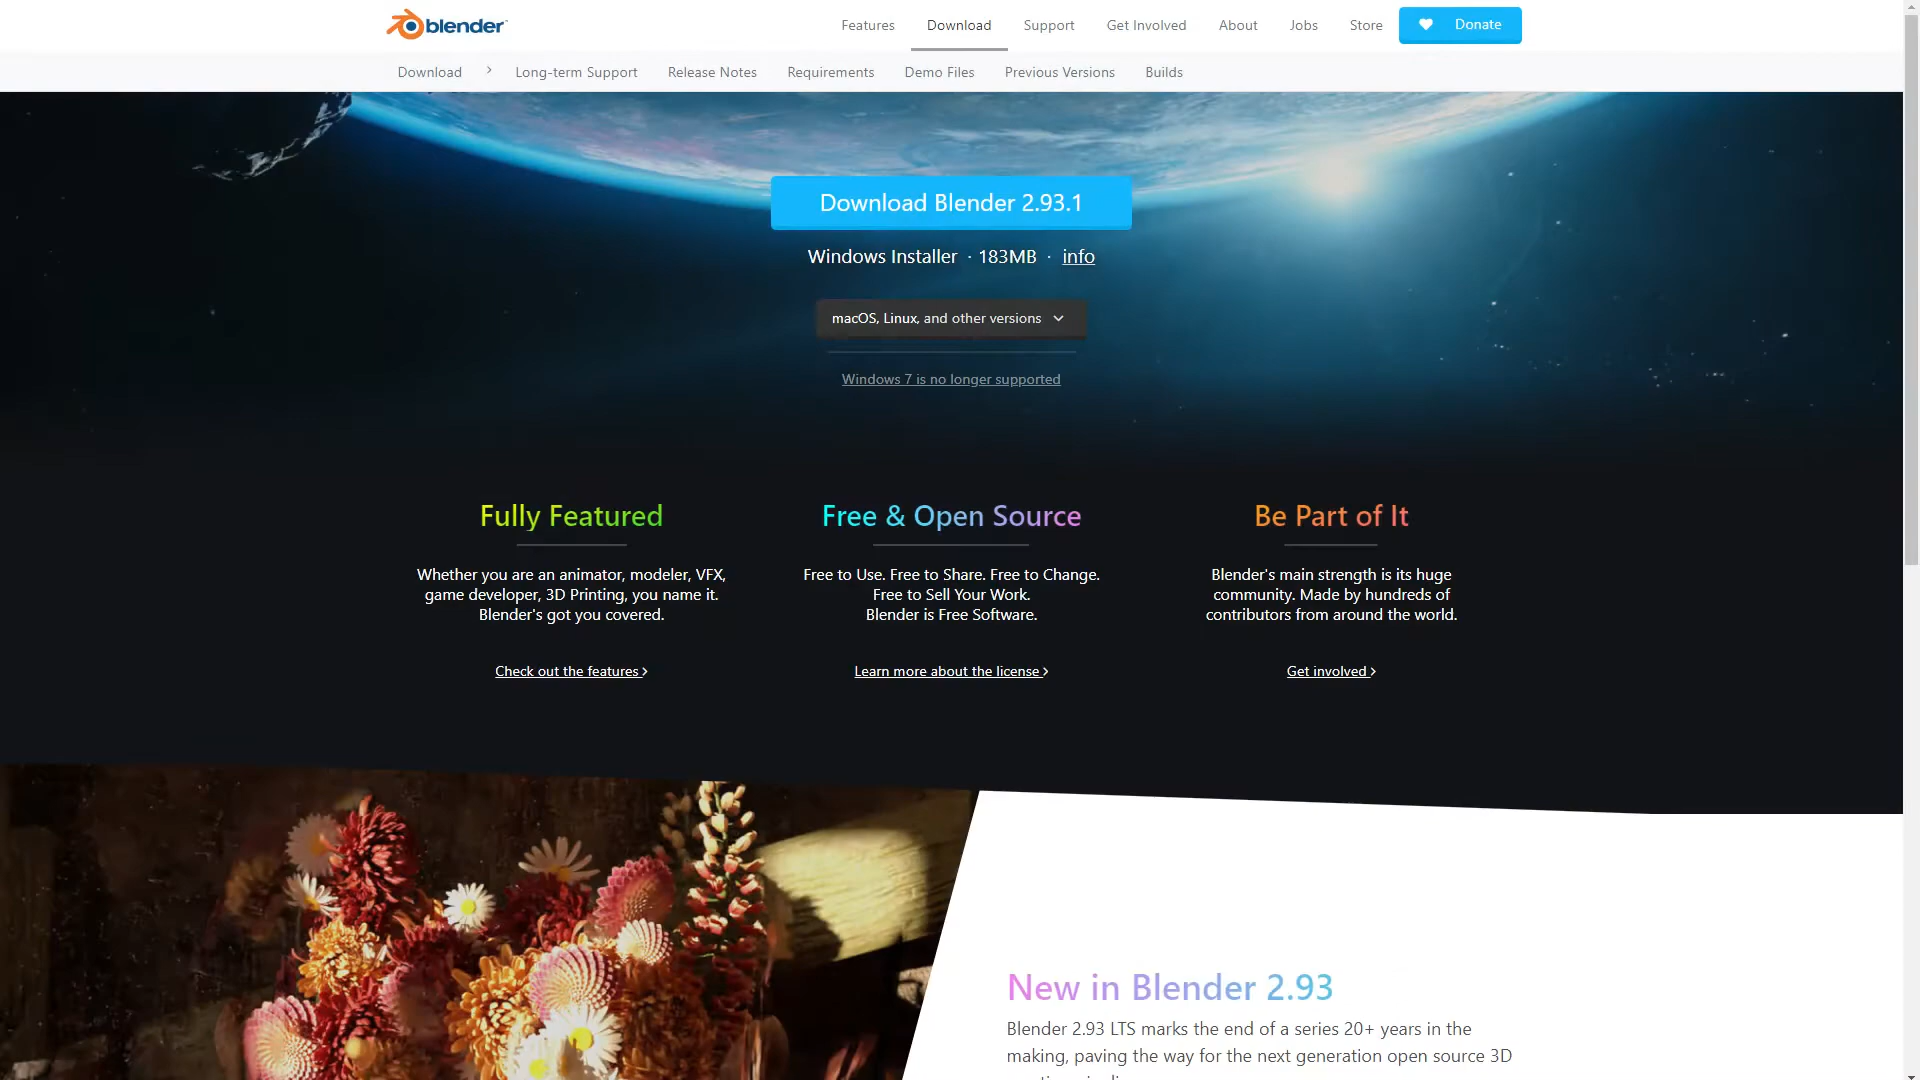 blender
Features
Download
Support
Get Involved
About
Jobs
Store
Donate
Download
Long-term Support
Release Notes
Requirements
Demo Files
Previous Versions
Builds
Download Blender 2.93.1
Windows Installer · 183MB · info
macOS, Linux, and other versions
Windows 7 is no longer supported
Fully Featured
Whether you are an animator, modeler, VFX,
game developer, 3D Printing, you name it.
Blender's got you covered.
Check out the features
Free & Open Source
Free to Use. Free to Share. Free to Change.
Free to Sell Your Work.
Blender is Free Software.
Learn more about the license
Be Part of It
Blender's main strength is its huge
community. Made by hundreds of
contributors from around the world.
Get involved
New in Blender 2.93
Blender 2.93 LTS marks the end of a series 20+ years in the
making, paving the way for the next generation open source 3D